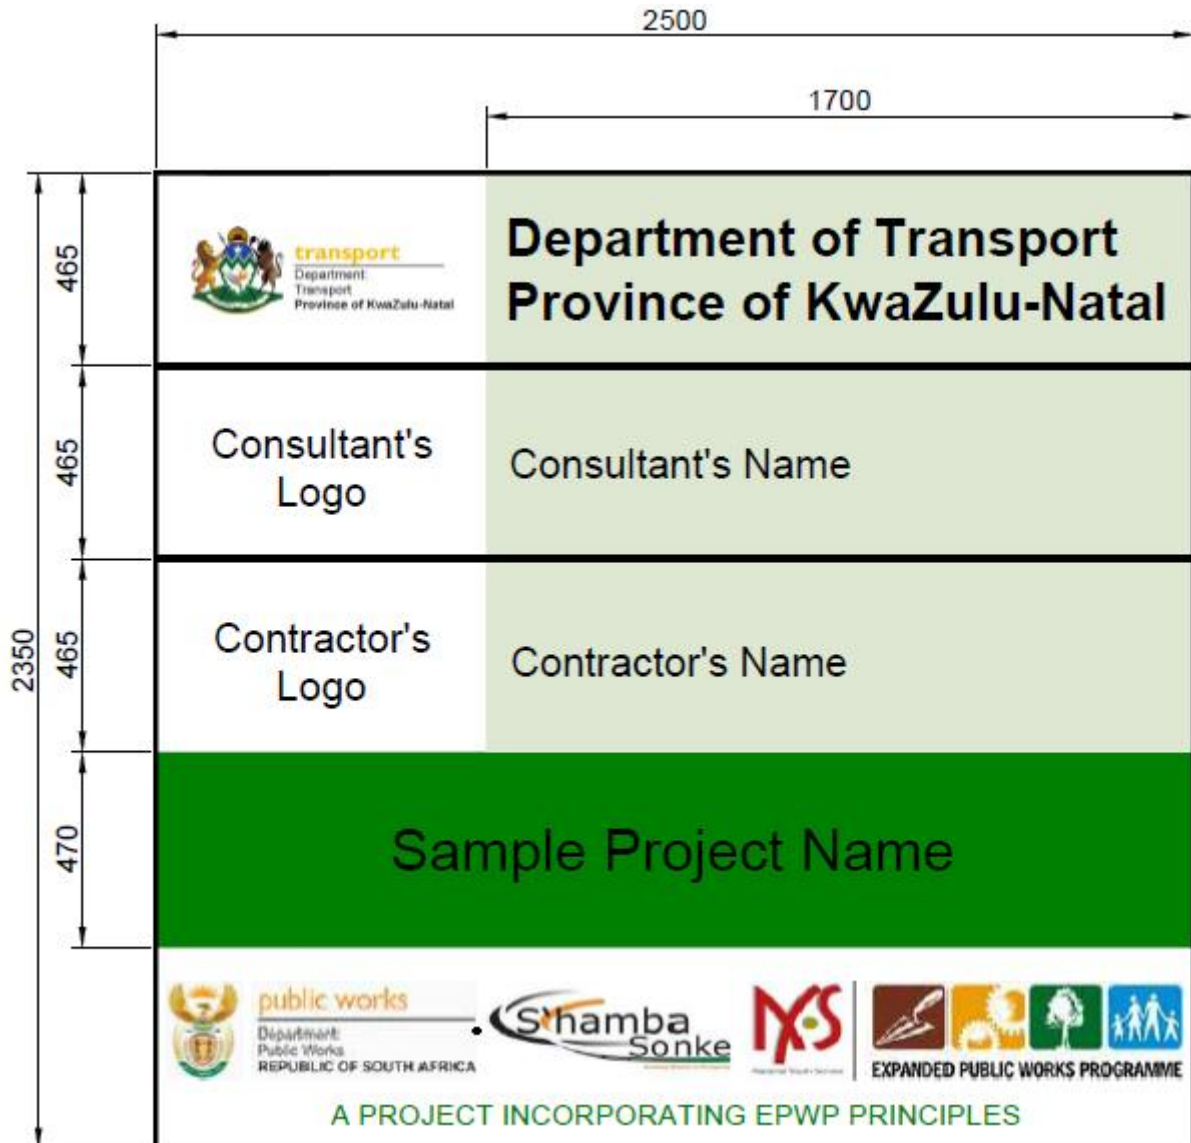 2500
1700
465
transport
Department:
Transport
Province of KwaZulu-Natal
Department of Transport
Province of KwaZulu-Natal
465
Consultant's
Logo
Consultant's Name
2350
465
Contractor's
Logo
Contractor's Name
470
Sample Project Name
public works
Department:
Public Works
REPUBLIC OF SOUTH AFRICA
S'hamba
Sonke
NYS
EXPANDED PUBLIC WORKS PROGRAMME
A PROJECT INCORPORATING EPWP PRINCIPLES